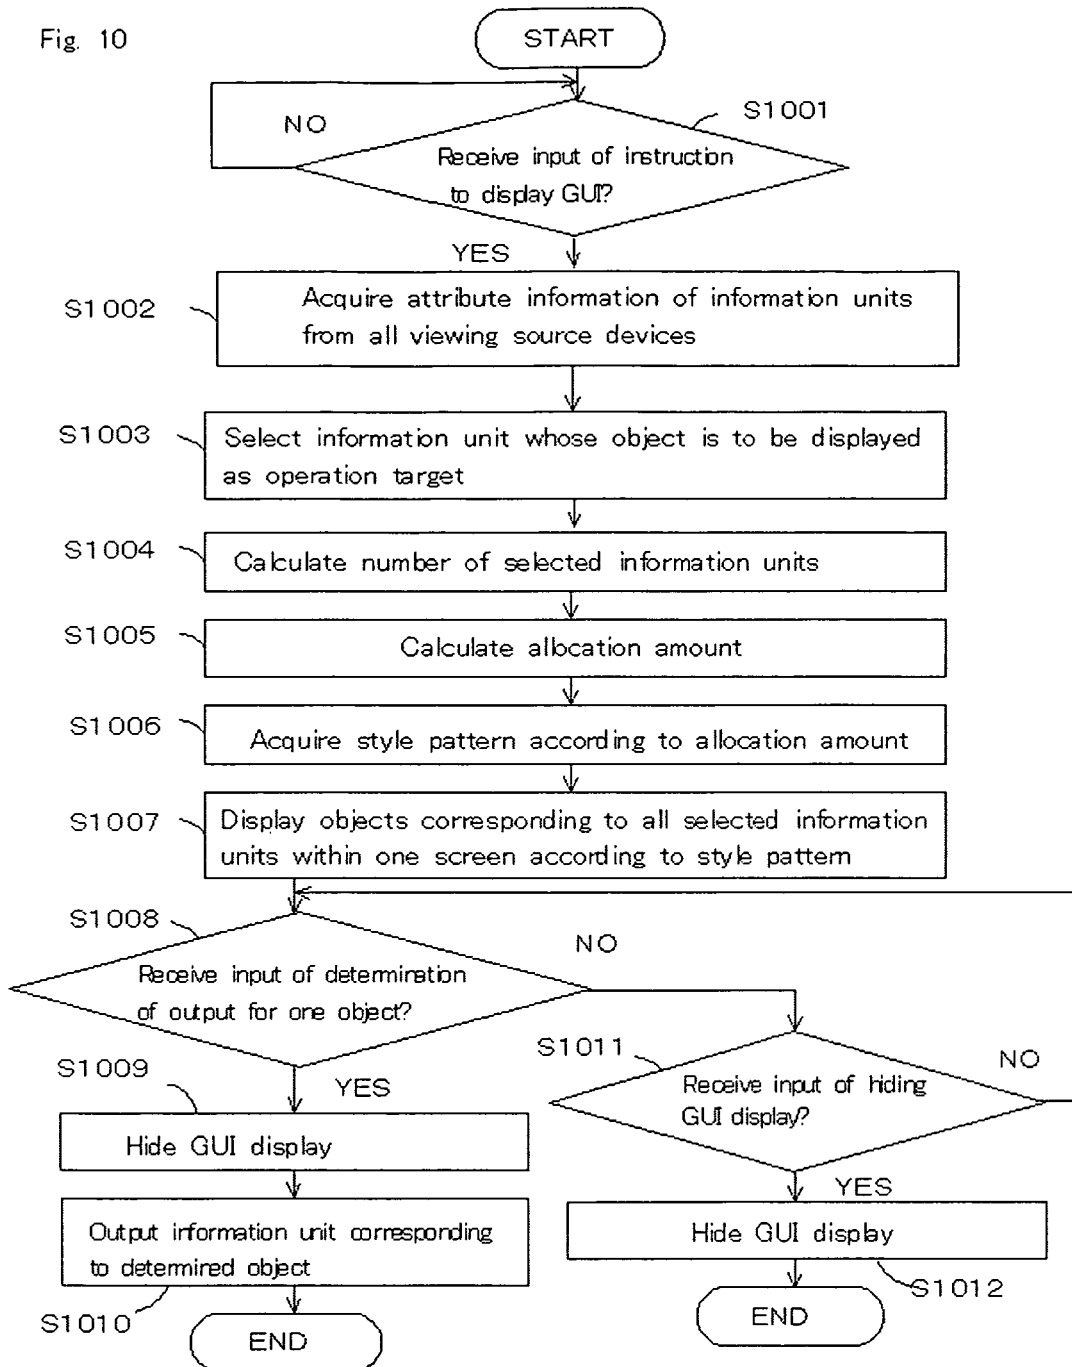 Fig. 10
START
S1001
NO
Receive input of instruction
to display GUI?
YES
S1002
Acquire attribute information of information units
from all viewing source devices
S1003
Select information unit whose object is to be displayed
as operation target
S1004
Calculate number of selected information units
S1005
Calculate allocation amount
S1006
Acquire style pattern according to allocation amount
S1007
Display objects corresponding to all selected information
units within one screen according to style pattern
S1008
NO
Receive input of determination
of output for one object?
S1011
NO
Receive input of hiding
GUI display?
S1009
YES
Hide GUI display
YES
Output information unit corresponding
to determined object
Hide GUI display
S1010
END
S1012
END